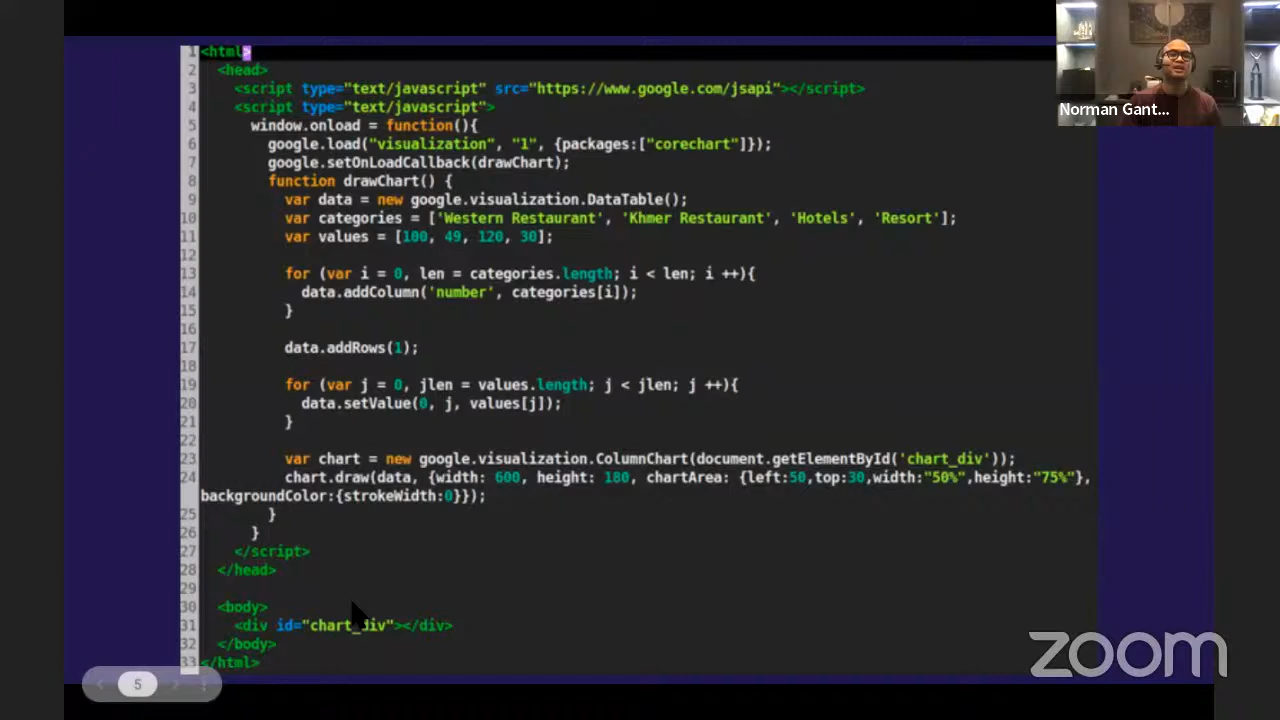 1 <html>
2 <head>
3 <script type="text/javascript" src="https://www.google.com/jsapi"></script>
4 <script type="text/javascript">
5 window.onload = function(){
6 google.load("visualization", "1", {packages:["corechart"]});
7 google.setOnLoadCallback(drawChart);
8 function drawChart() {
9 var data = new google.visualization.DataTable();
10 var categories = ['Western Restaurant', 'Khmer Restaurant', 'Hotels', 'Resort'];
11 var values = [100, 49, 120, 30];
12
13 for (var i = 0, len = categories.length; i < len; i ++){
14 data.addColumn('number', categories[i]);
15 }
16
17 data.addRows(1);
18
19 for (var j = 0, jlen = values.length; j < jlen; j ++){
20 data.setValue(0, j, values[j]);
21 }
22
23 var chart = new google.visualization.ColumnChart(document.getElementById('chart_div'));
24 chart.draw(data, {width: 600, height: 180, chartArea: {left:50,top:30,width:"50%",height:"75%"},
backgroundColor:{strokeWidth:0}});
25 }
26 }
27 </script>
28 </head>
29
30 <body>
31 <div id="chart_div"></div>
32 </body>
33 </html>
Norman Gant...
5
zoom